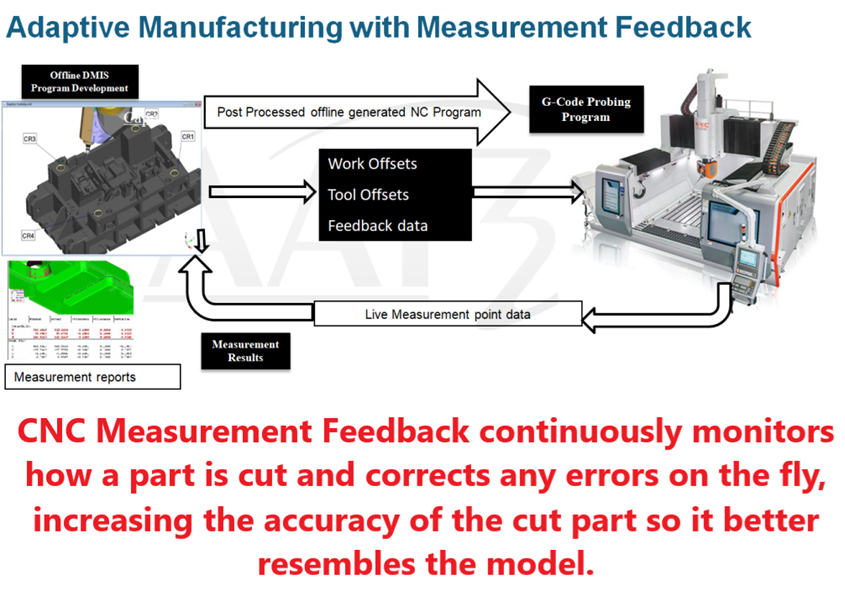 Adaptive Manufacturing with Measurement Feedback
Offline DMIS
Program Development
CR2
CR3
CR1
CR4
Post Processed offline generated NC Program
G-Code Probing
Program
Work Offsets
Tool Offsets
Feedback data
Live Measurement point data
Measurement
Results
Measurement reports
CNC Measurement Feedback continuously monitors
how a part is cut and corrects any errors on the fly,
increasing the accuracy of the cut part so it better
resembles the model.